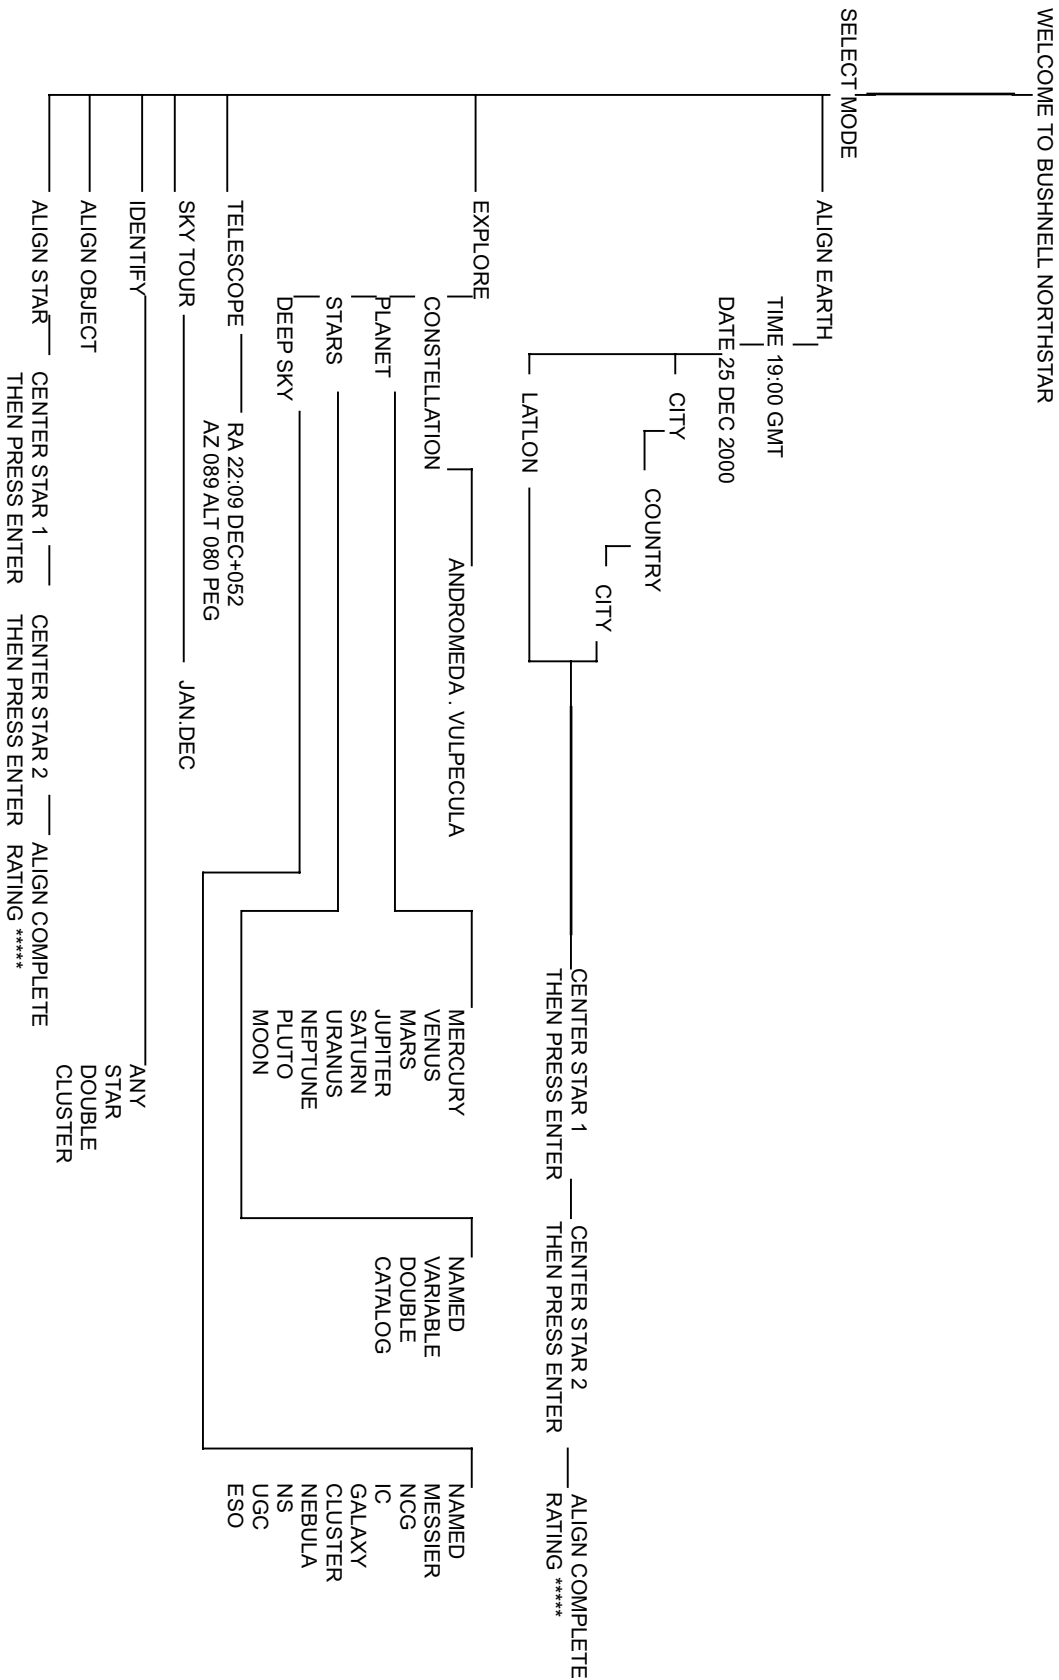 WELCOME TO BUSHNELL NORTHSTAR
SELECT MODE
ALIGN EARTH
TIME 19:00 GMT
DATE 25 DEC 2000
CITY
COUNTRY
CITY
LATLON
CENTER STAR 1
THEN PRESS ENTER
CENTER STAR 2
THEN PRESS ENTER
ALIGN COMPLETE
RATING *****
EXPLORE
CONSTELLATION
ANDROMEDA . VULPECULA
PLANET
MERCURY
VENUS
MARS
JUPITER
SATURN
URANUS
NEPTUNE
PLUTO
MOON
STARS
NAMED
VARIABLE
DOUBLE
CATALOG
DEEP SKY
NAMED
MESSIER
NCG
IC
GALAXY
CLUSTER
NEBULA
NS
UGC
ESO
TELESCOPE
RA 22:09 DEC+052
AZ 089 ALT 080 PEG
SKY TOUR
JAN.DEC
IDENTIFY
ANY
STAR
DOUBLE
CLUSTER
ALIGN OBJECT
ALIGN STAR
CENTER STAR 1
THEN PRESS ENTER
CENTER STAR 2
THEN PRESS ENTER
ALIGN COMPLETE
RATING *****